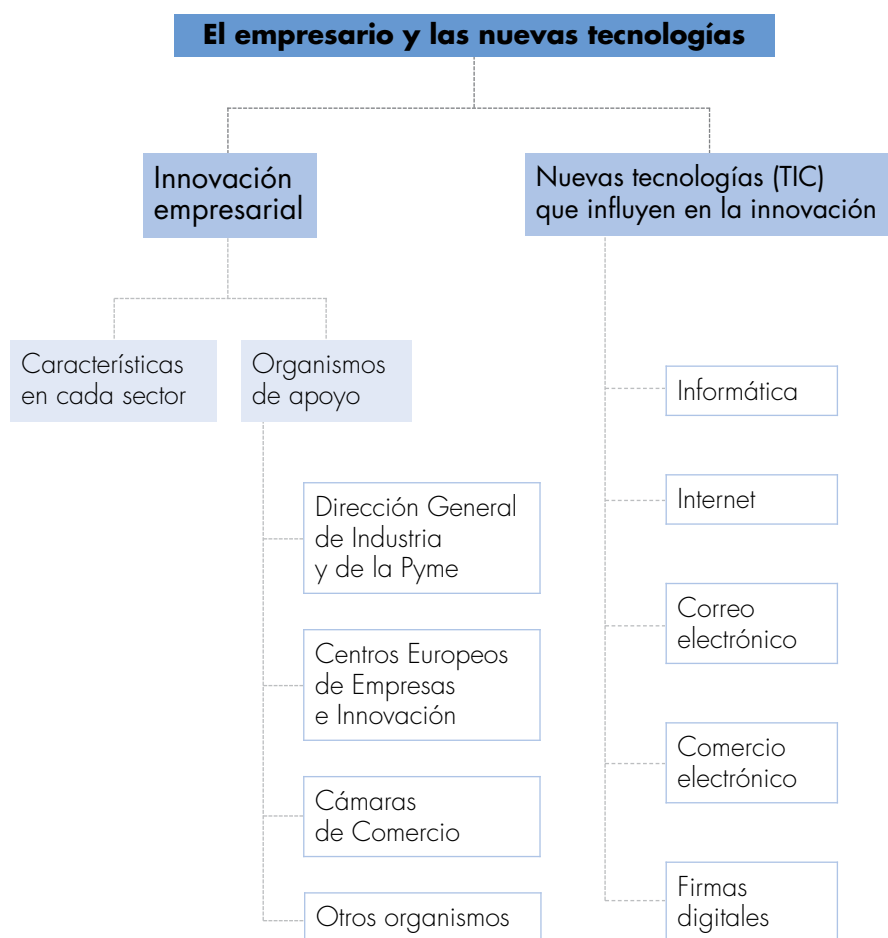 El empresario y las nuevas tecnologías
Innovación
empresarial
Nuevas tecnologías (TIC)
que influyen en la innovación
Característícas
en cada sector
Organismos
de apoyo
Dirección General
de Industria
y de la Pyme
Centros Europeos
de Empresas
e Innovación
Cámaras
de Comercio
Otros organismos
Informática
Internet
Correo
electrónico
Comercio
electrónico
Firmas
digitales